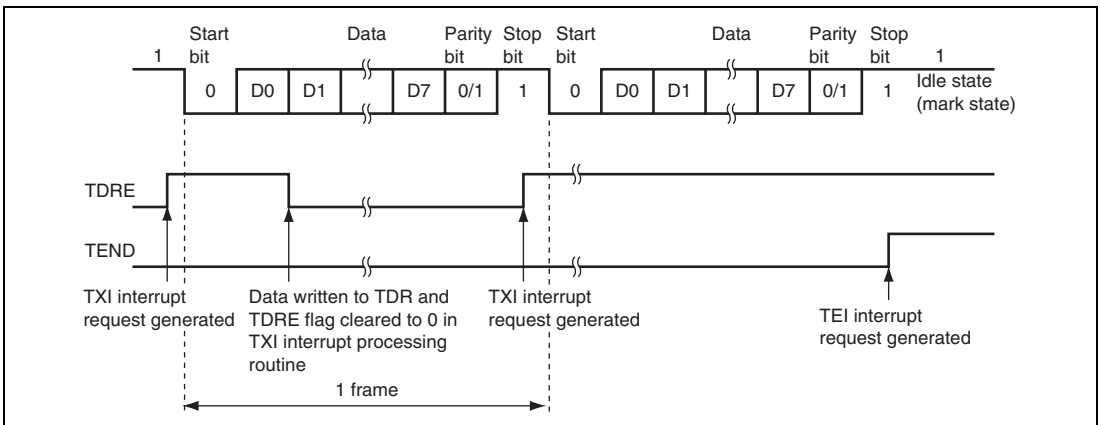 Start Data Parity Stop Start Data Parity Stop
1 bit bit bit bit bit bit 1
0 D0 D1 D7 0/1 1 0 D0 D1 D7 0/1 1 Idle state
(mark state)
TDRE
TEND
TXI interrupt
request generated
Data written to TDR and
TDRE flag cleared to 0 in
TXI interrupt processing
routine
TXI interrupt
request generated
TEI interrupt
request generated
1 frame